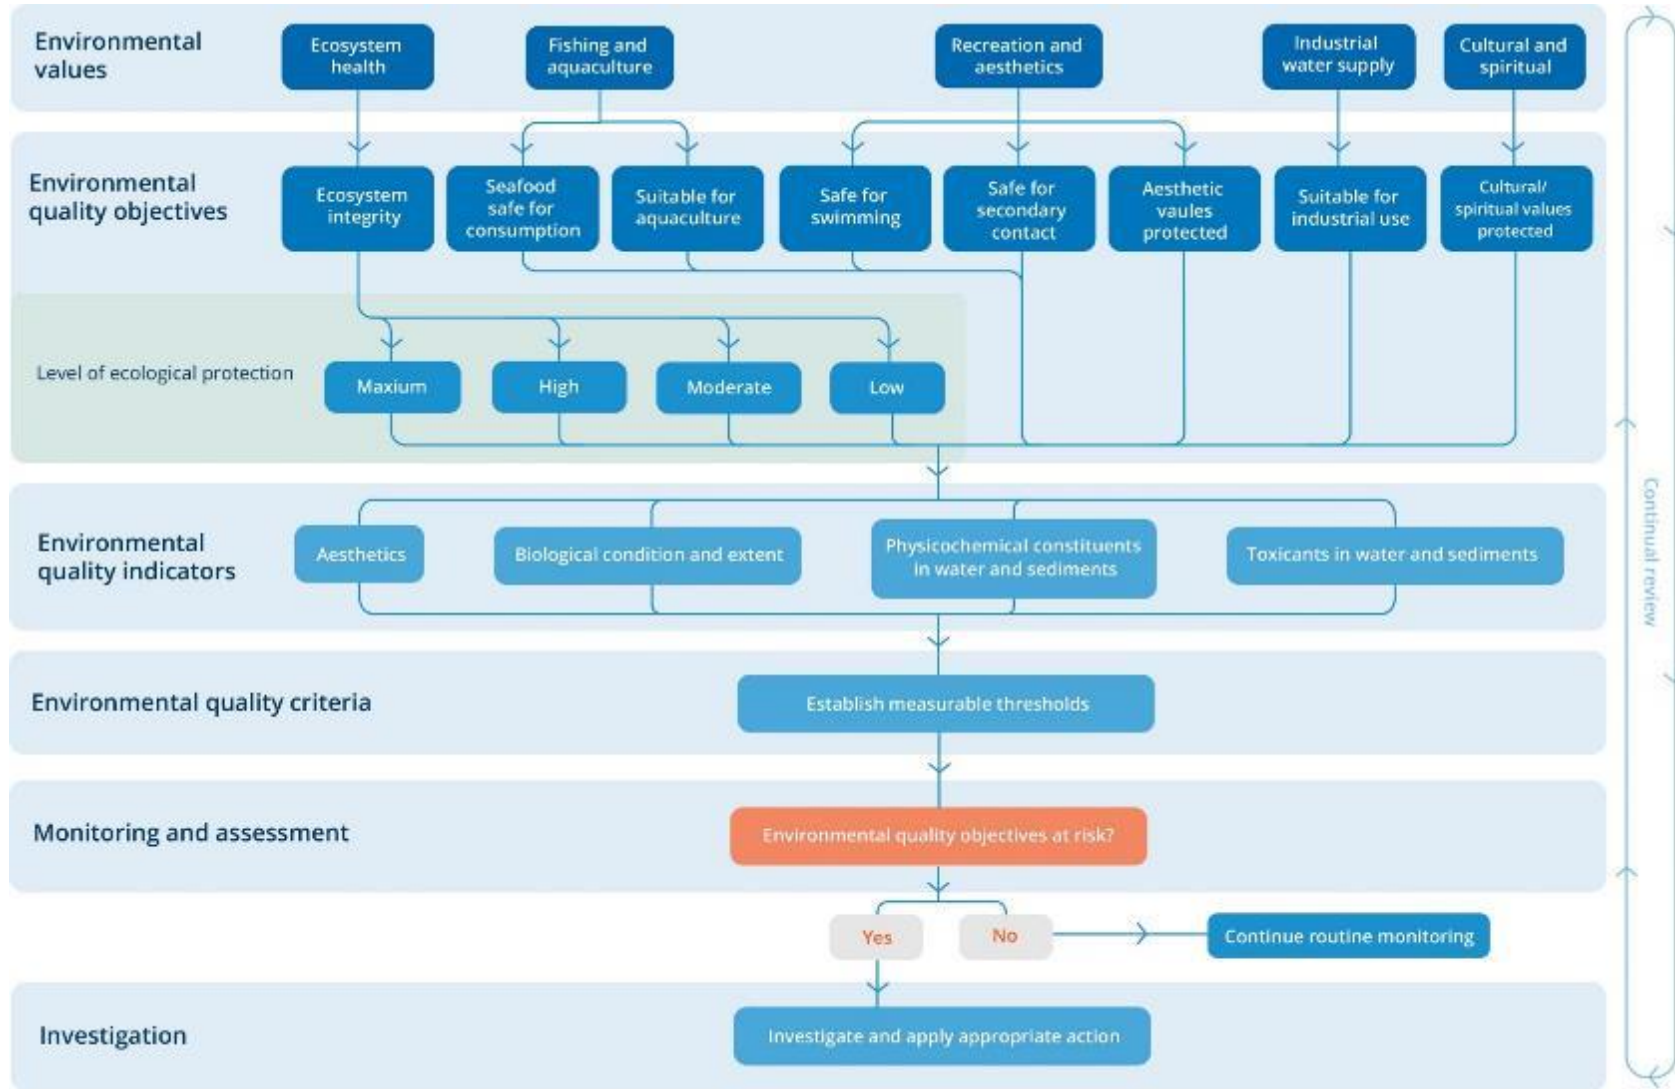 Environmental
values
Ecosystem
health
Fishing and
aquaculture
Recreation and
aesthetics
Industrial
water supply
Cultural and
spiritual
Environmental
quality objectives
Ecosystem
integrity
Seafood
safe for
consumption
Suitable for
aquaculture
Safe for
swimming
Safe for
secondary
contact
Aesthetic
vaules
protected
Suitable for
industrial use
Cultural/
spiritual values
protected
Level of ecological protection
Maxium
High
Moderate
Low
Environmental
quality indicators
Aesthetics
Biological condition and extent
Physicochemical constituents
in water and sediments
Toxicants in water and sediments
Environmental quality criteria
Establish measurable thresholds
Monitoring and assessment
Environmental quality objectives at risk?
Yes
No
Continue routine monitoring
Investigation
Investigate and apply appropriate action
Continual review